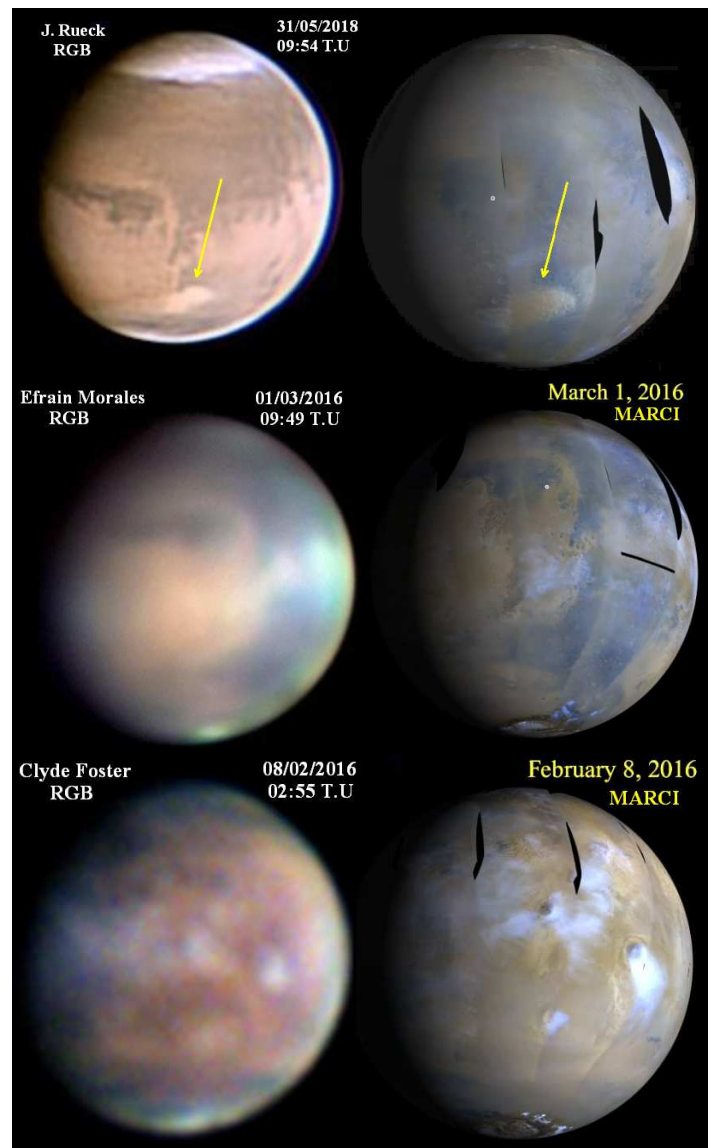 J. Rueck
RGB
31/05/2018
09:54 T.U
Efrain Morales
RGB
01/03/2016
09:49 T.U
March 1, 2016
MARCI
Clyde Foster
RGB
08/02/2016
02:55 T.U
February 8, 2016
MARCI